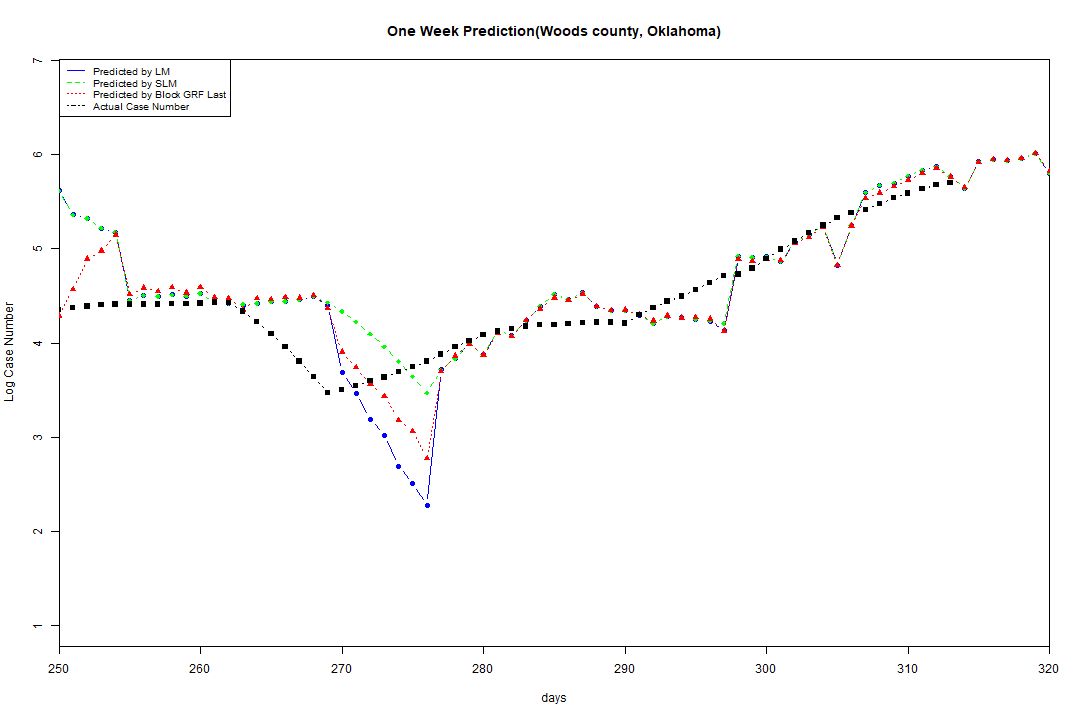 One Week Prediction(Woods county, Oklahoma)
Predicted by LM
Predicted by SLM
Predicted by Block GRF Last
Actual Case Number
7
6
5
4
3
2
1
Log Case Number
250 260 270 280 290 300 310 320
days